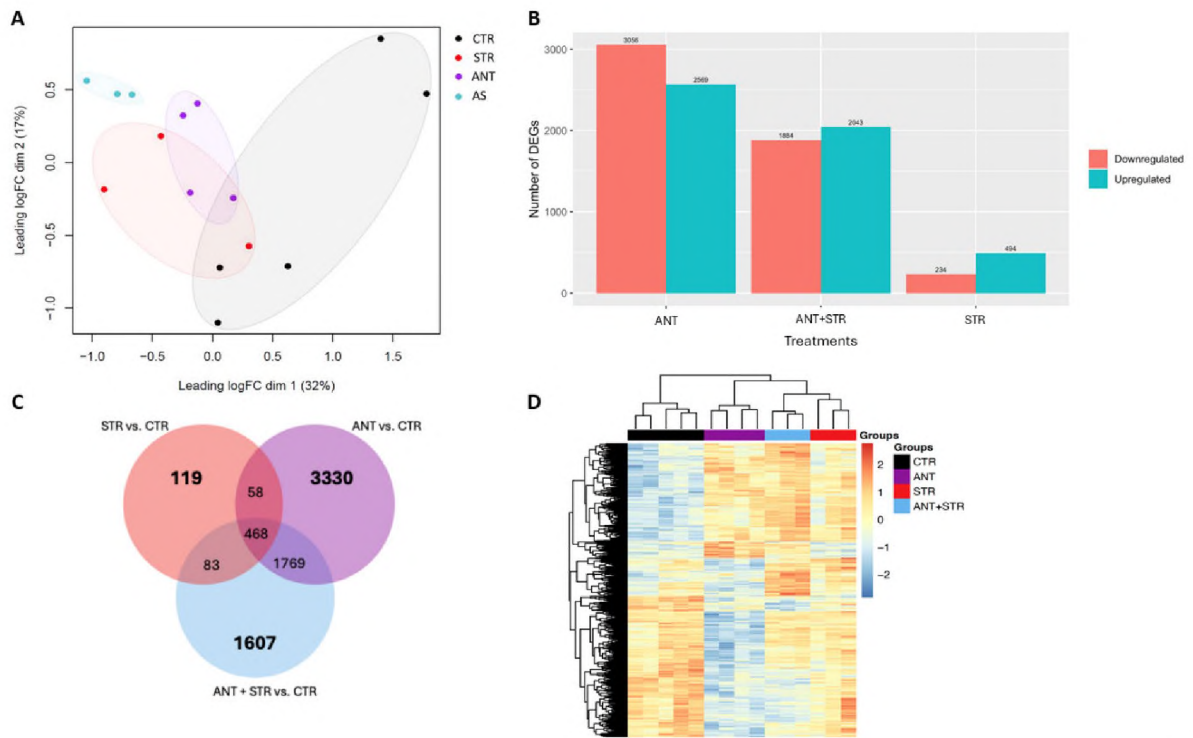 A
CTR
STR
ANT
AS
0.5
0.0
−0.5
−1.0
Leading logFC dim 2 (17%)
−1.0
−0.5
0.0
0.5
1.0
1.5
Leading logFC dim 1 (32%)
B
3000
2000
1000
0
Number of DEGs
3056
2569
1884
2043
234
494
ANT
ANT+STR
STR
Treatments
Downregulated
Upregulated
C
STR vs. CTR
ANT vs. CTR
119
58
3330
468
83
1769
1607
ANT + STR vs. CTR
D
Groups
2
1
0
−1
−2
Groups
CTR
ANT
STR
ANT+STR